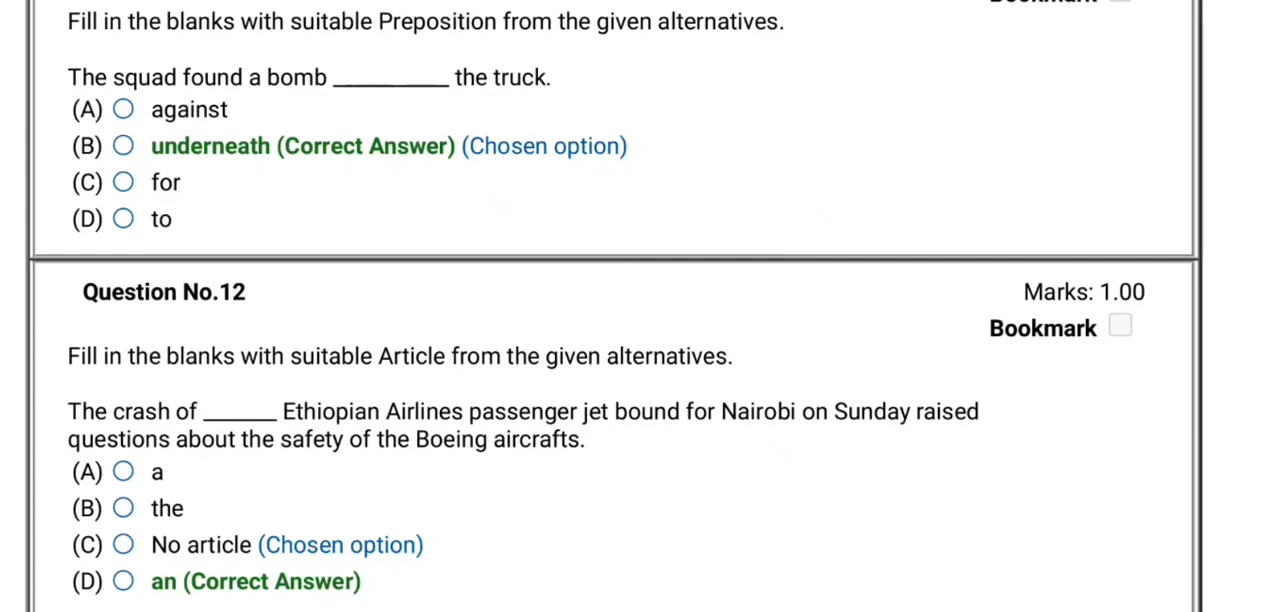 Fill in the blanks with suitable Preposition from the given alternatives.
The squad found a bomb __________ the truck.
(A) against
(B) underneath (Correct Answer) (Chosen option)
(C) for
(D) to
Question No.12 Marks: 1.00
Bookmark
Fill in the blanks with suitable Article from the given alternatives.
The crash of ______ Ethiopian Airlines passenger jet bound for Nairobi on Sunday raised
questions about the safety of the Boeing aircrafts.
(A) a
(B) the
(C) No article (Chosen option)
(D) an (Correct Answer)